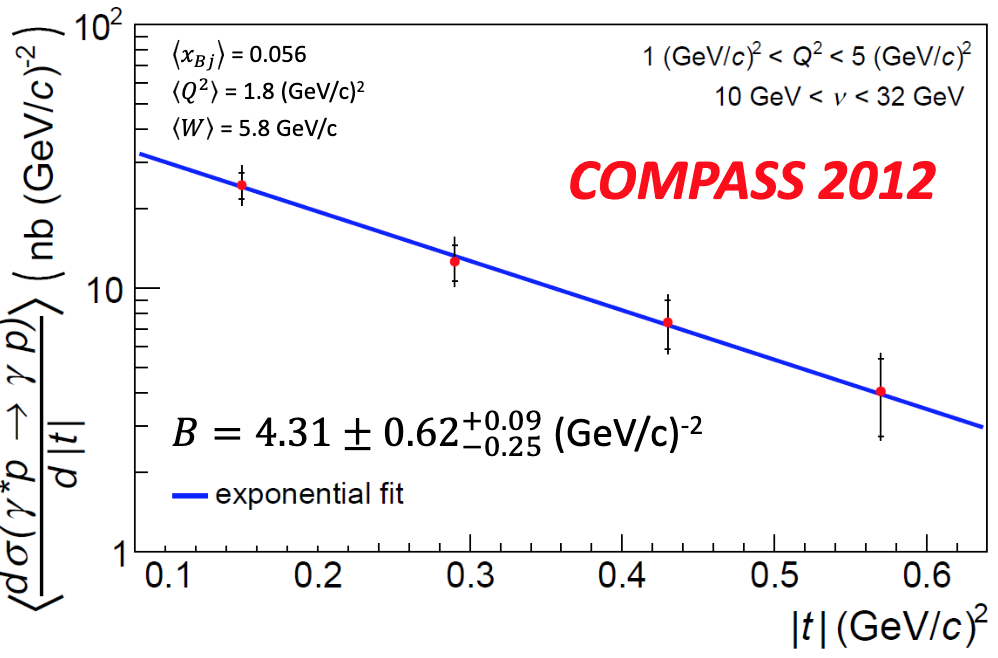 10²
⟨x_Bj⟩ = 0.056
⟨Q²⟩ = 1.8 (GeV/c)²
⟨W⟩ = 5.8 GeV/c
1 (GeV/c)² < Q² < 5 (GeV/c)²
10 GeV < ν < 32 GeV
COMPASS 2012
⟨dσ(γ*p → γ p) / d |t|⟩ (nb (GeV/c)⁻²)
10
B = 4.31 ± 0.62 +0.09 −0.25 (GeV/c)⁻²
exponential fit
1
0.1 0.2 0.3 0.4 0.5 0.6
|t| (GeV/c)²